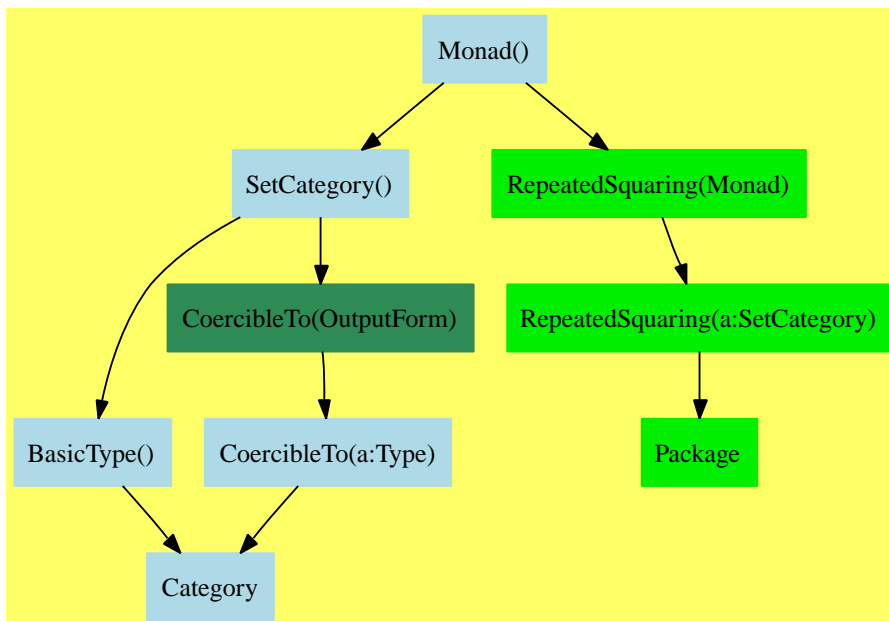 Monad()
SetCategory()
RepeatedSquaring(Monad)
CoercibleTo(OutputForm)
RepeatedSquaring(a:SetCategory)
BasicType()
CoercibleTo(a:Type)
Package
Category